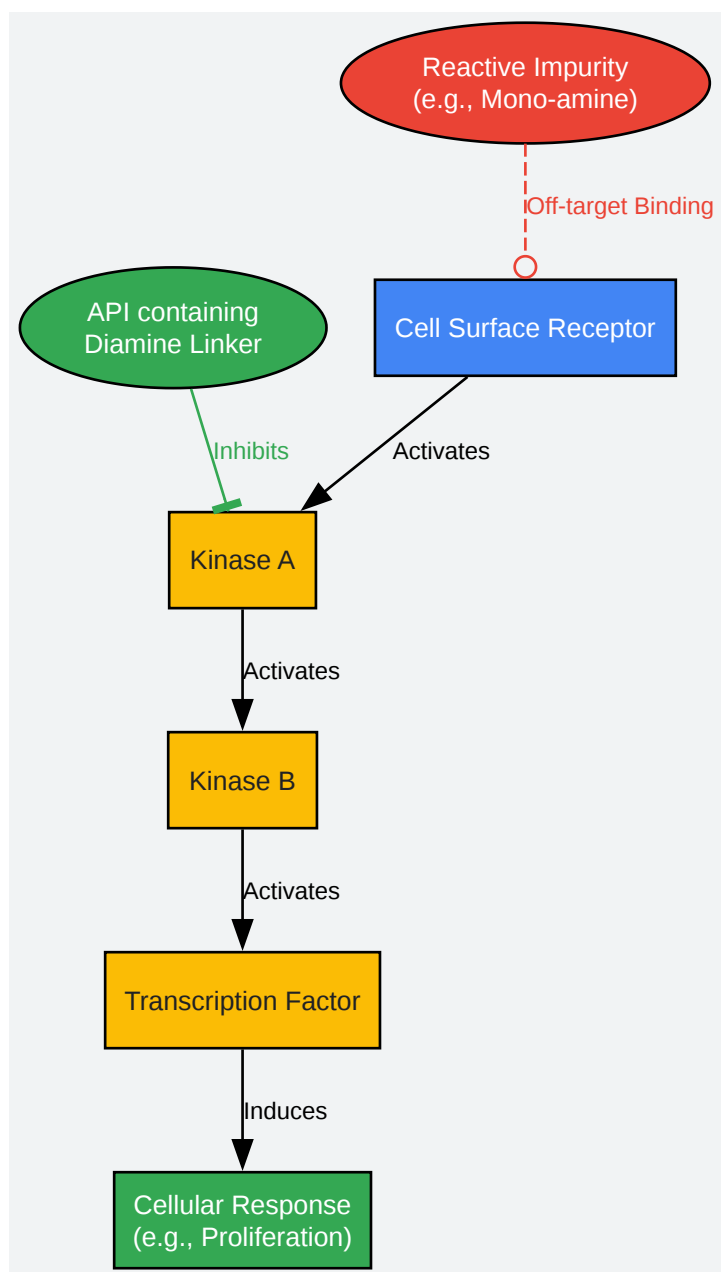 Reactive Impurity
(e.g., Mono-amine)
Off-target Binding
API containing
Diamine Linker
Cell Surface Receptor
Inhibits
Activates
Kinase A
Activates
Kinase B
Activates
Transcription Factor
Induces
Cellular Response
(e.g., Proliferation)